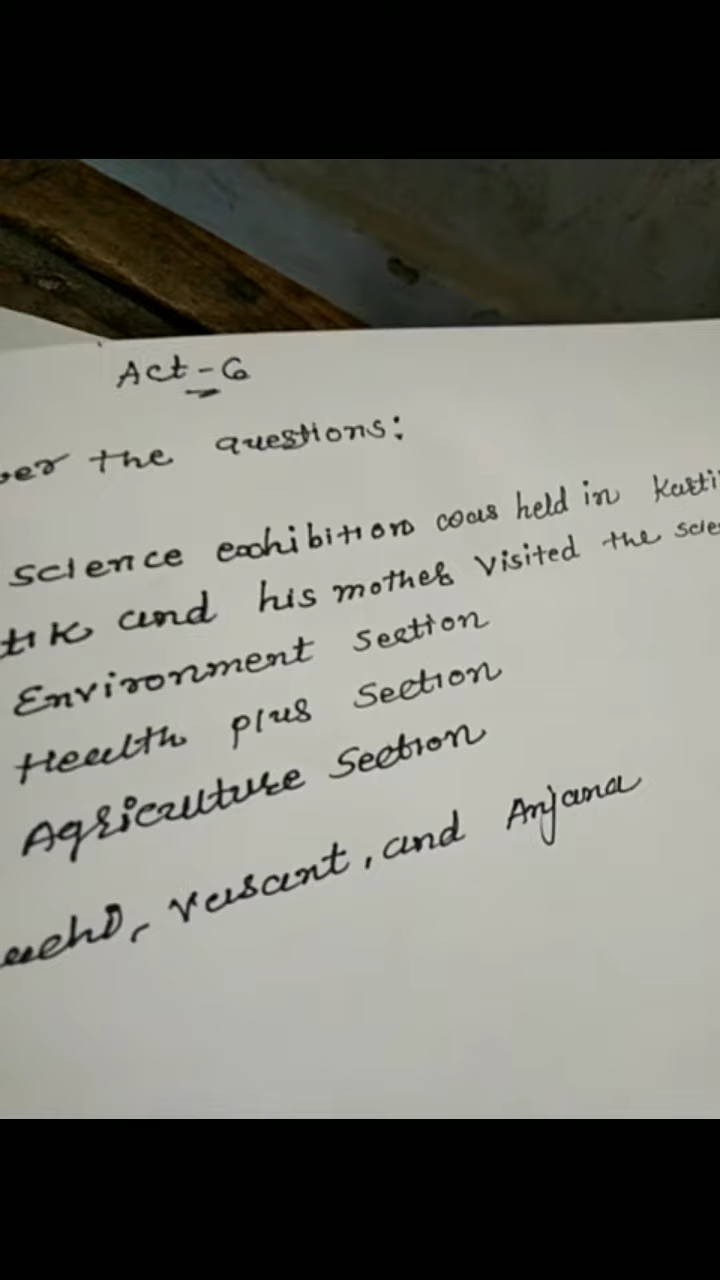 Act-6
the questions:
science exhibition was held in
and his mother visited the
Environment section
Health plus section
Agricruture section
vasant, and Anjana